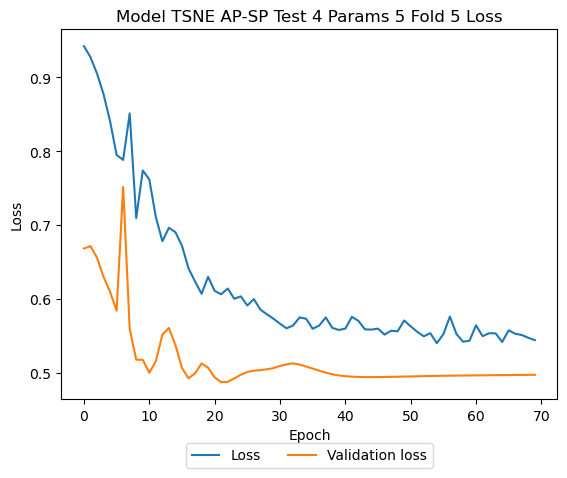 Model TSNE AP-SP Test 4 Params 5 Fold 5 Loss
Loss
0.9
0.8
0.7
0.6
0.5
0 10 20 30 40 50 60 70
Epoch
Loss Validation loss